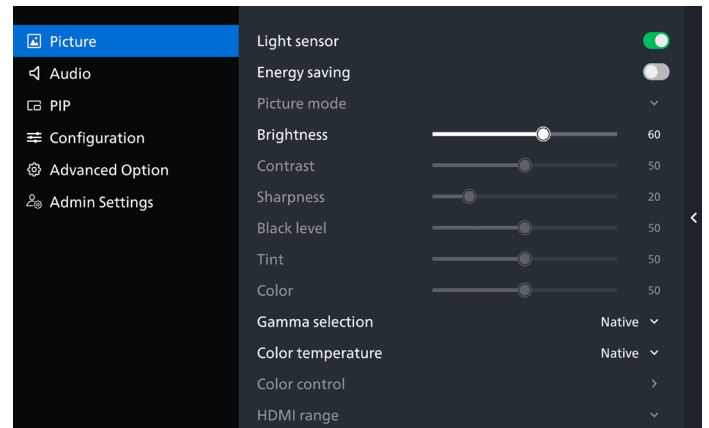 Picture
Audio
PIP
Configuration
Advanced Option
Admin Settings
Light sensor
Energy saving
Picture mode
Brightness 60
Contrast 50
Sharpness 20
Black level 50
Tint 50
Color 50
Gamma selection Native
Color temperature Native
Color control
HDMI range